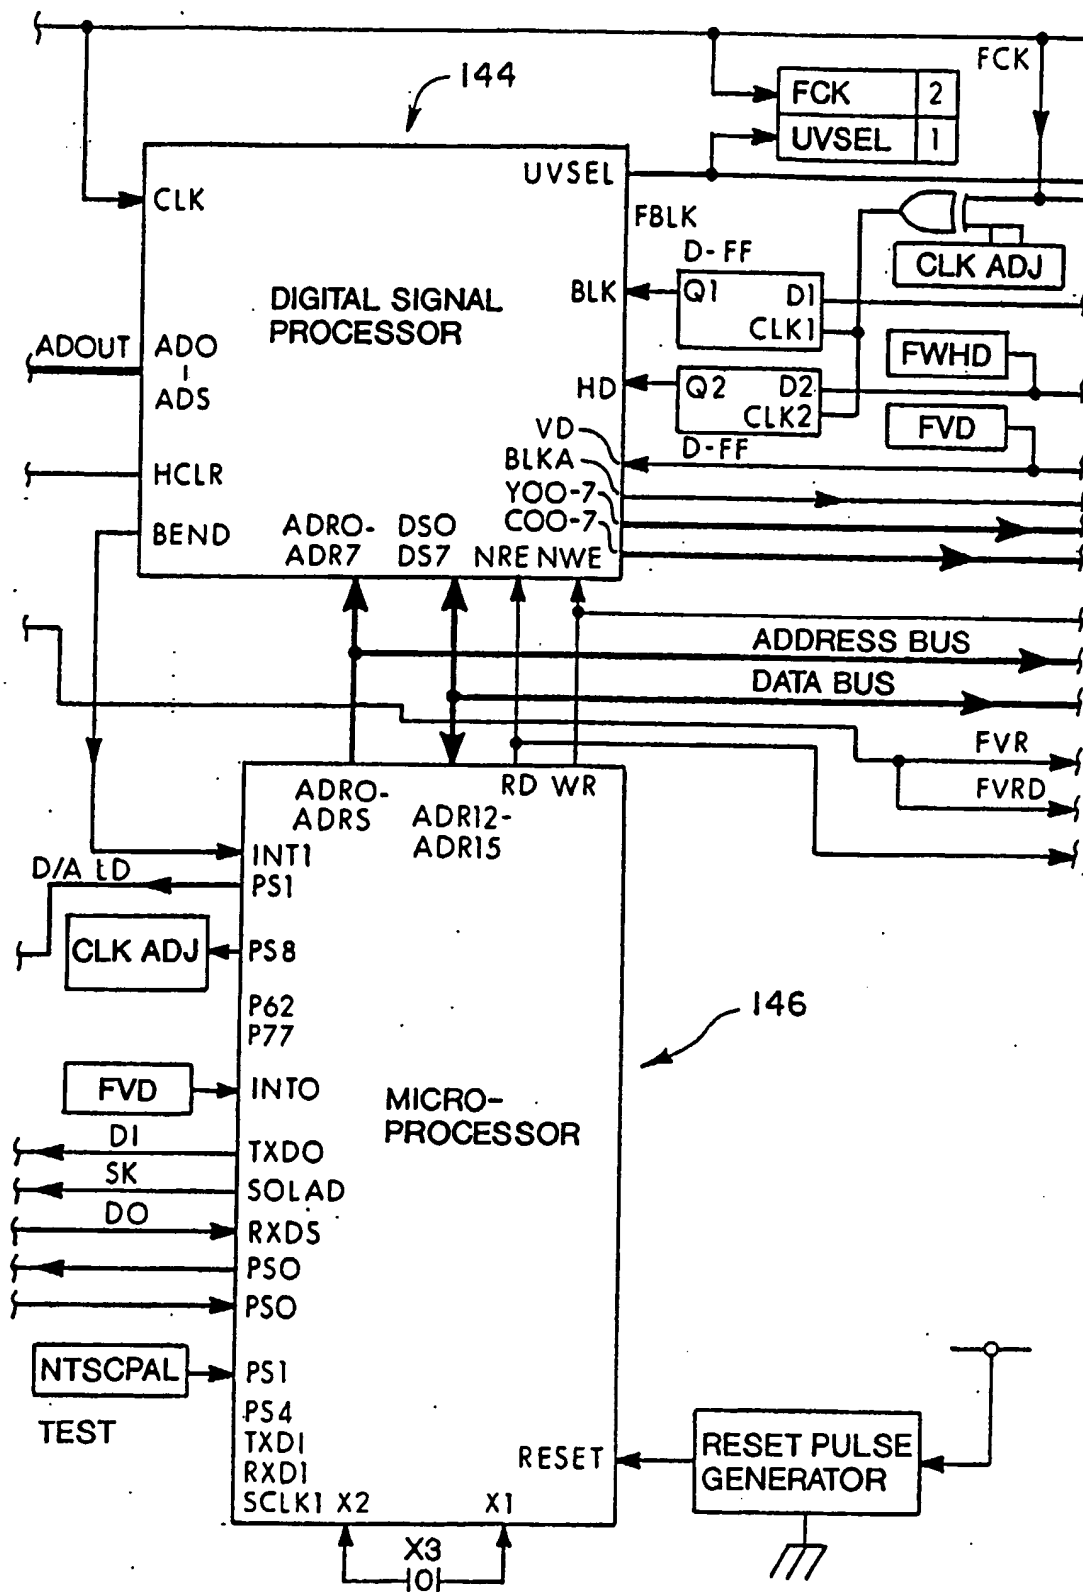 FCK
144
FCK 2
UVSEL 1
UVSEL
CLK
FBLK
CLK ADJ
D-FF
DIGITAL SIGNAL
PROCESSOR
BLK
Q1 D1
CLK1
ADOUT
ADO
ADS
FWHD
HD
Q2 D2
CLK2
FVD
VD
D-FF
BLKA
HCLR
YOO-7
COO-7
BEND
ADRO-
ADR7
DSO
DS7
NRE NWE
ADDRESS BUS
DATA BUS
FVR
FVRD
ADRO-
ADRS
ADR12-
ADR15
RD WR
INT1
D/A LD
PS1
CLK ADJ
PS8
P62
P77
146
FVD
INTO
MICRO-
PROCESSOR
DI
TXDO
SK
SOLAD
DO
RXDS
PSO
PSO
NTSCPAL
PS1
TEST
PS4
TXDI
RXDI
SCLK1 X2 X1
RESET
RESET PULSE
GENERATOR
X3